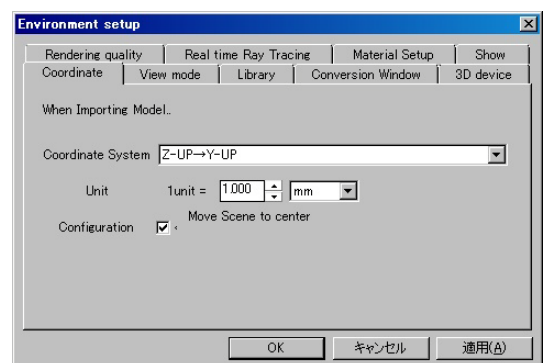 Environment setup
Rendering quality Real time Ray Tracing Material Setup Show
Coordinate View mode Library Conversion Window 3D device
When Importing Model..
Coordinate System Z-UP→Y-UP
Unit 1unit = 1.000 mm
Move Scene to center
Configuration
OK キャンセル 適用(A)